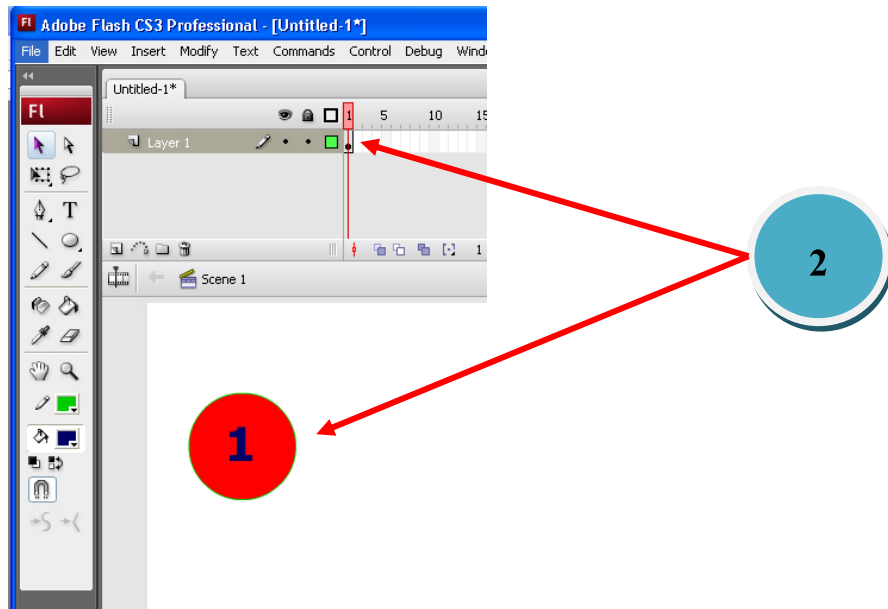 Adobe Flash CS3 Professional - [Untitled-1*]
File Edit View Insert Modify Text Commands Control Debug
Untitled-1*
Fl
1 5 10 15
Layer 1
T
1
Scene 1
2
1